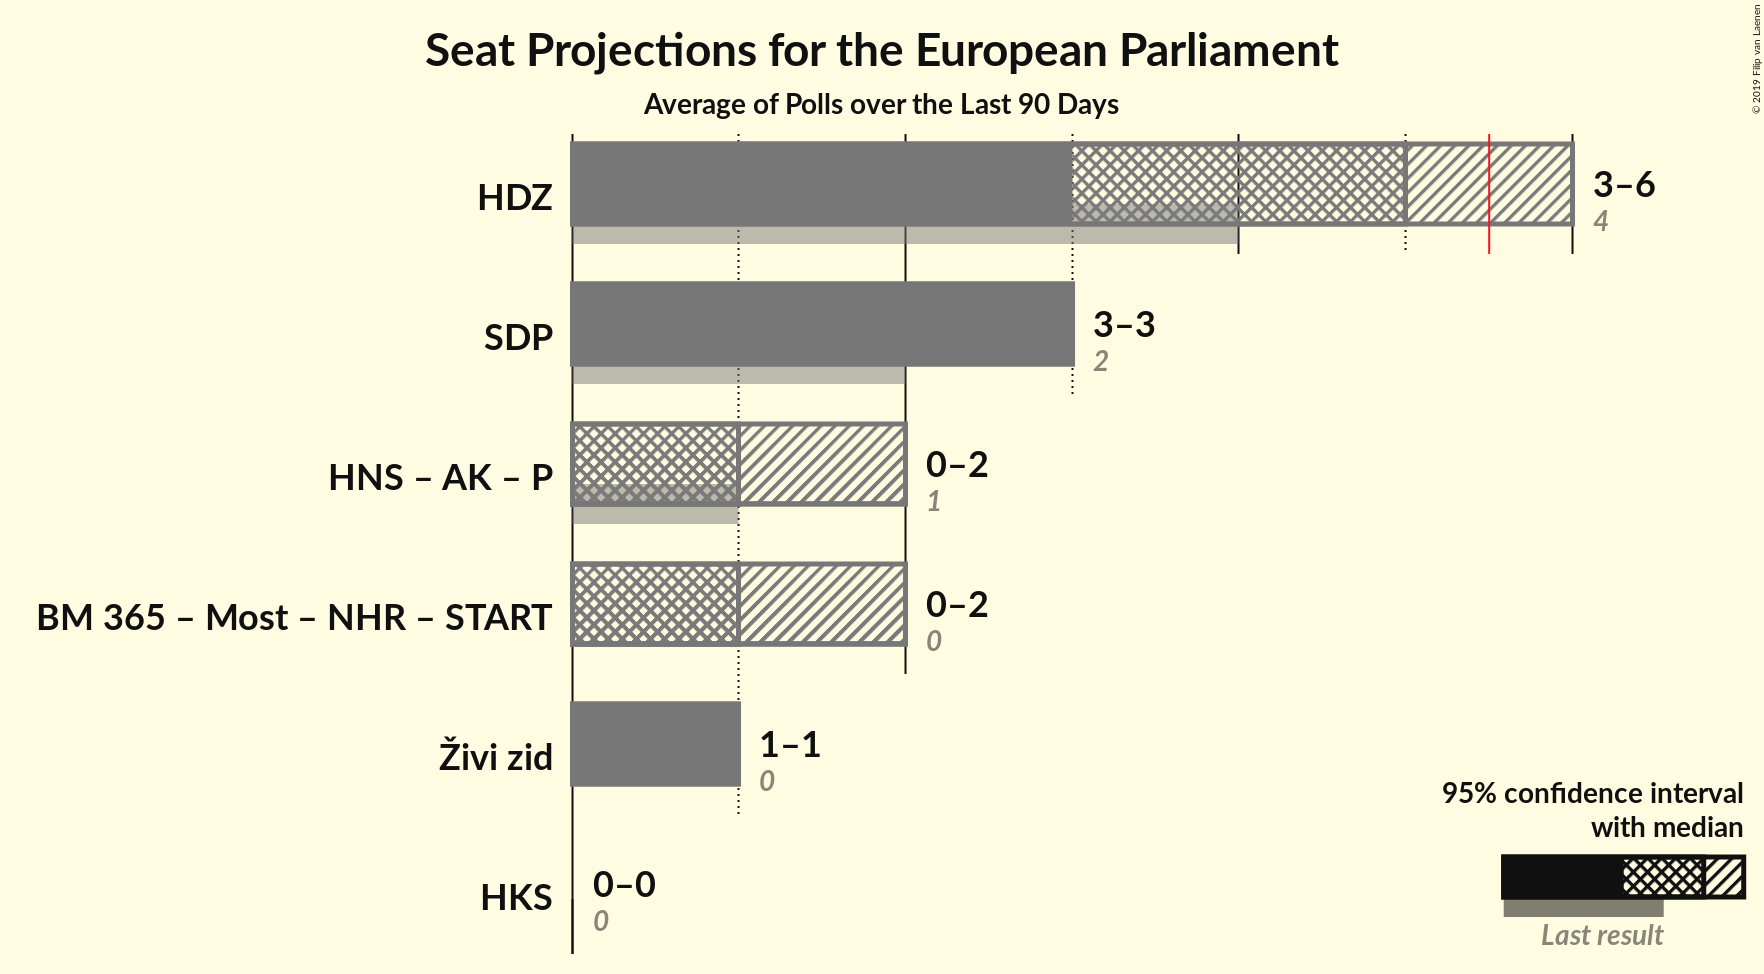 Seat Projections for the European Parliament
Average of Polls over the Last 90 Days
© 2019 Filip van Laenen
HDZ
3–6
4
SDP
3–3
2
HNS – AK – P
0–2
1
BM 365 – Most – NHR – START
0–2
0
Živi zid
1–1
0
HKS
0–0
0
95% confidence interval
with median
Last result